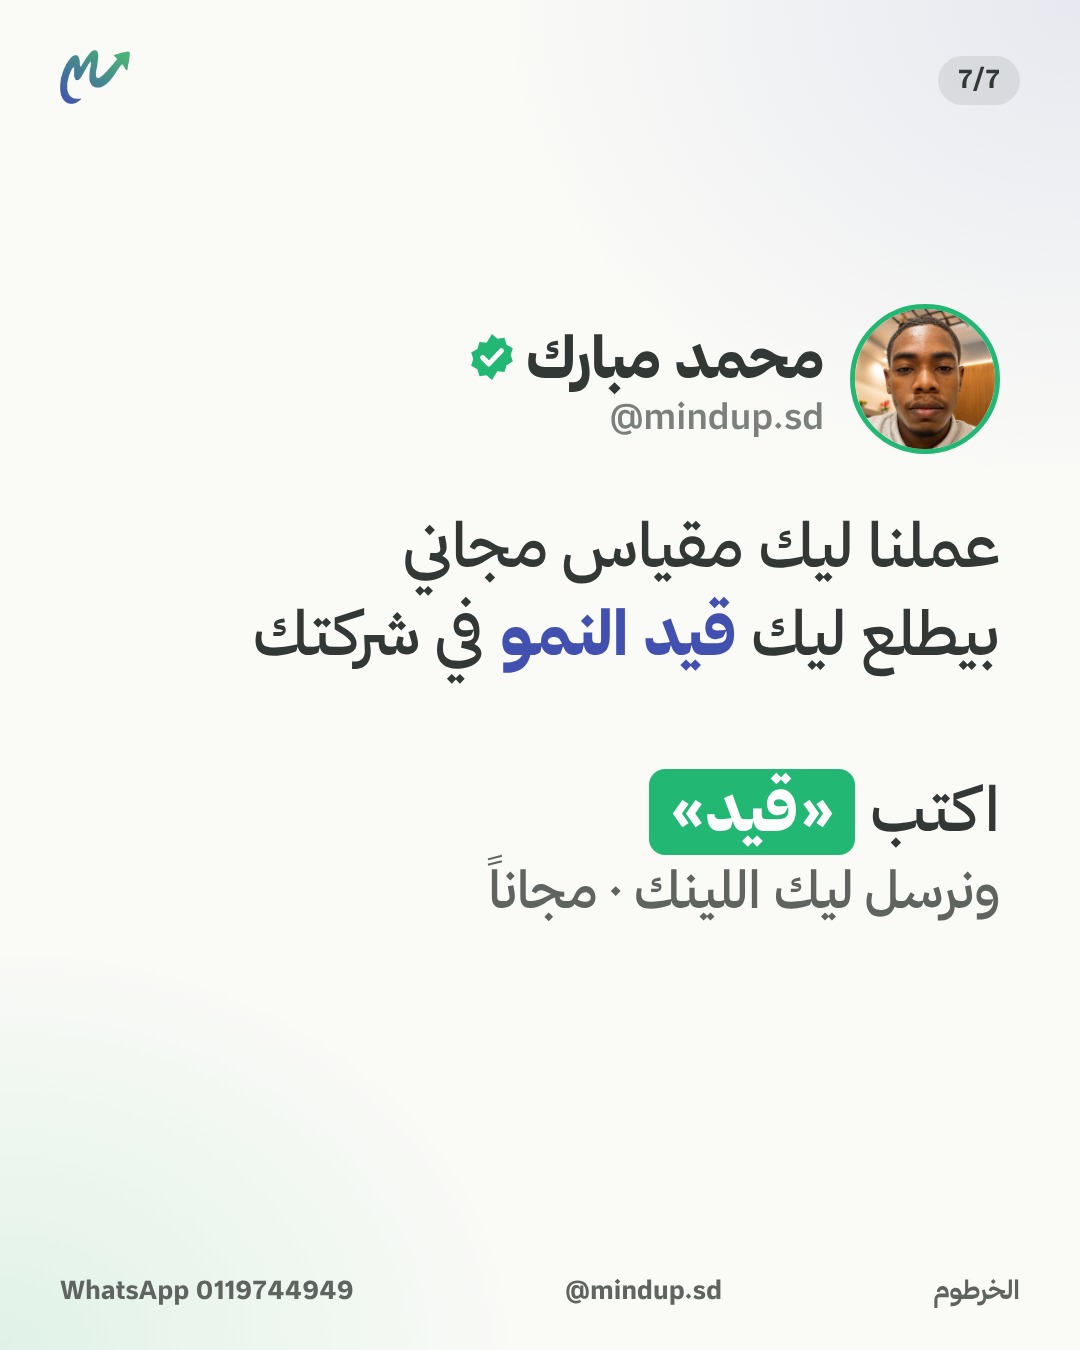 7/7
محمد مبارك
@mindup.sd
عملنا ليك مقياس مجاني
بيطلع ليك قيد النمو في شركتك
اكتب «قيد»
ونرسل ليك اللينك · مجاناً
الخرطوم
@mindup.sd
WhatsApp 0119744949